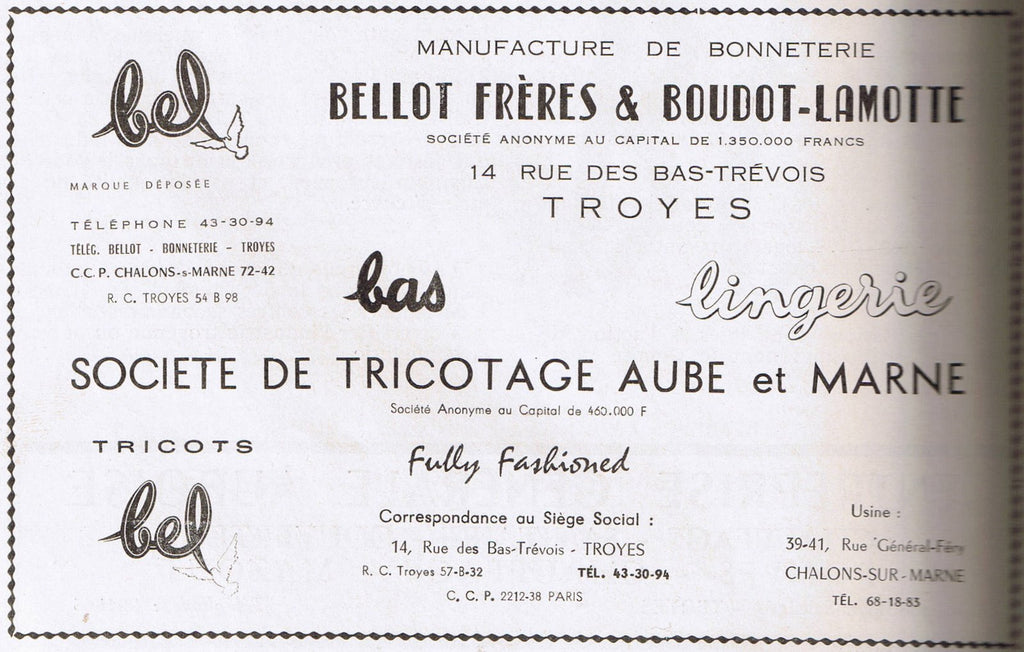 bel
MARQUE DÉPOSÉE
TÉLÉPHONE 43-30-94
TÉLÉG. BELLOT - BONNETERIE - TROYES
C.C.P. CHALONS-s-MARNE 72-42
R. C. TROYES 54 B 98
MANUFACTURE DE BONNETERIE
BELLOT FRÈRES & BOUDOT-LAMOTTE
SOCIÉTÉ ANONYME AU CAPITAL DE 1.350.000 FRANCS
14 RUE DES BAS-TRÉVOIS
TROYES
bas
lingerie
SOCIETE DE TRICOTAGE AUBE et MARNE
Société Anonyme au Capital de 460.000 F
TRICOTS
bel
Fully Fashioned
Correspondance au Siège Social :
14, Rue des Bas-Trévois - TROYES
R. C. Troyes 57-B-32 TÉL. 43-30-94
C. C. P. 2212-38 PARIS
Usine :
39-41, Rue Général-Féry
CHALONS-SUR-MARNE
TÉL. 68-18-83